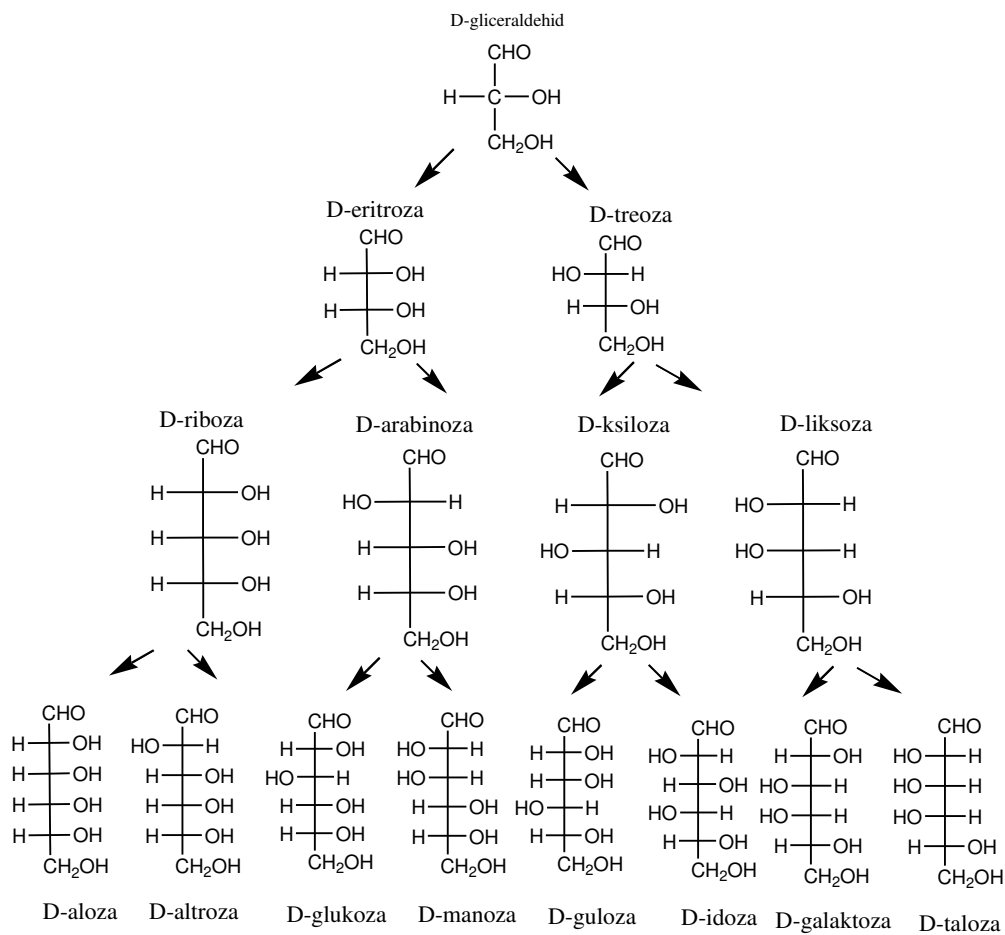 D-gliceraldehid
CHO
H C OH
CH₂OH
D-eritroza
CHO
H OH
H OH
CH₂OH
D-treoza
CHO
HO H
H OH
CH₂OH
D-riboza
CHO
H OH
H OH
H OH
CH₂OH
D-arabinoza
CHO
HO H
H OH
H OH
CH₂OH
D-ksiloza
CHO
H OH
HO H
H OH
CH₂OH
D-liksoza
CHO
HO H
HO H
H OH
CH₂OH
CHO
H OH
H OH
H OH
H OH
CH₂OH
D-aloza
CHO
HO H
H OH
H OH
H OH
CH₂OH
D-altroza
CHO
H OH
HO H
H OH
H OH
CH₂OH
D-glukoza
CHO
HO H
HO H
H OH
H OH
CH₂OH
D-manoza
CHO
H OH
H OH
HO H
H OH
CH₂OH
D-guloza
CHO
HO H
H OH
HO H
H OH
CH₂OH
D-idoza
CHO
H OH
HO H
HO H
H OH
CH₂OH
D-galaktoza
CHO
HO H
HO H
HO H
H OH
CH₂OH
D-taloza